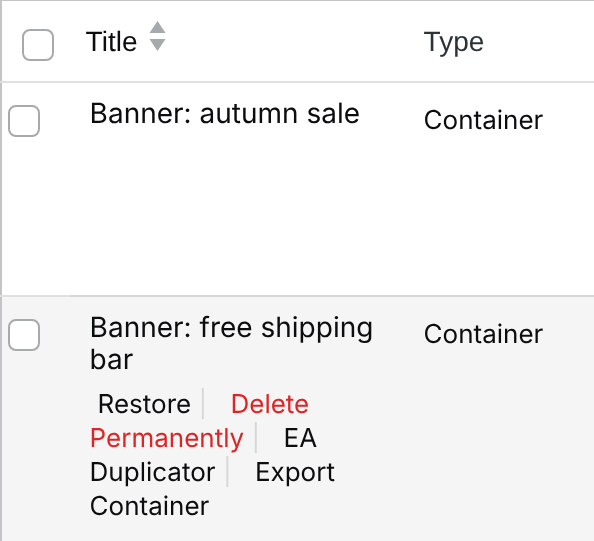 Title Type
Banner: autumn sale Container
Banner: free shipping Container
bar
Restore | Delete
Permanently | EA
Duplicator | Export
Container